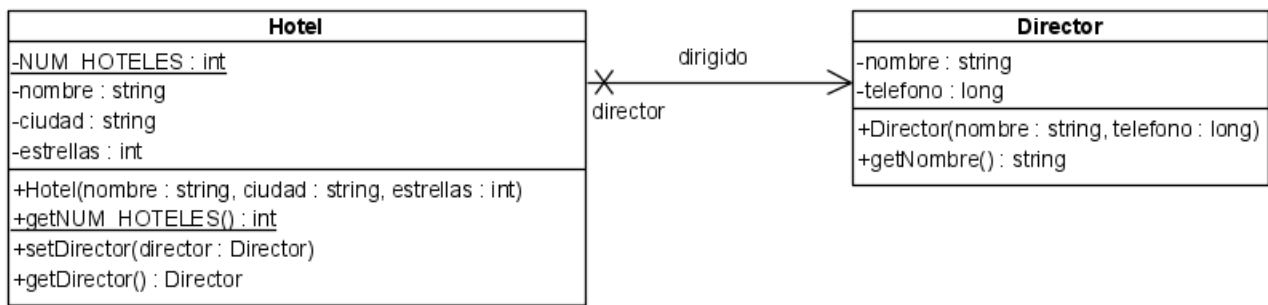 Hotel
-NUM_HOTELES : int
-nombre : string
-ciudad : string
-estrellas : int
+Hotel(nombre : string, ciudad : string, estrellas : int)
+getNUM_HOTELES() : int
+setDirector(director : Director)
+getDirector() : Director
dirigido
director
Director
-nombre : string
-telefono : long
+Director(nombre : string, telefono : long)
+getNombre() : string